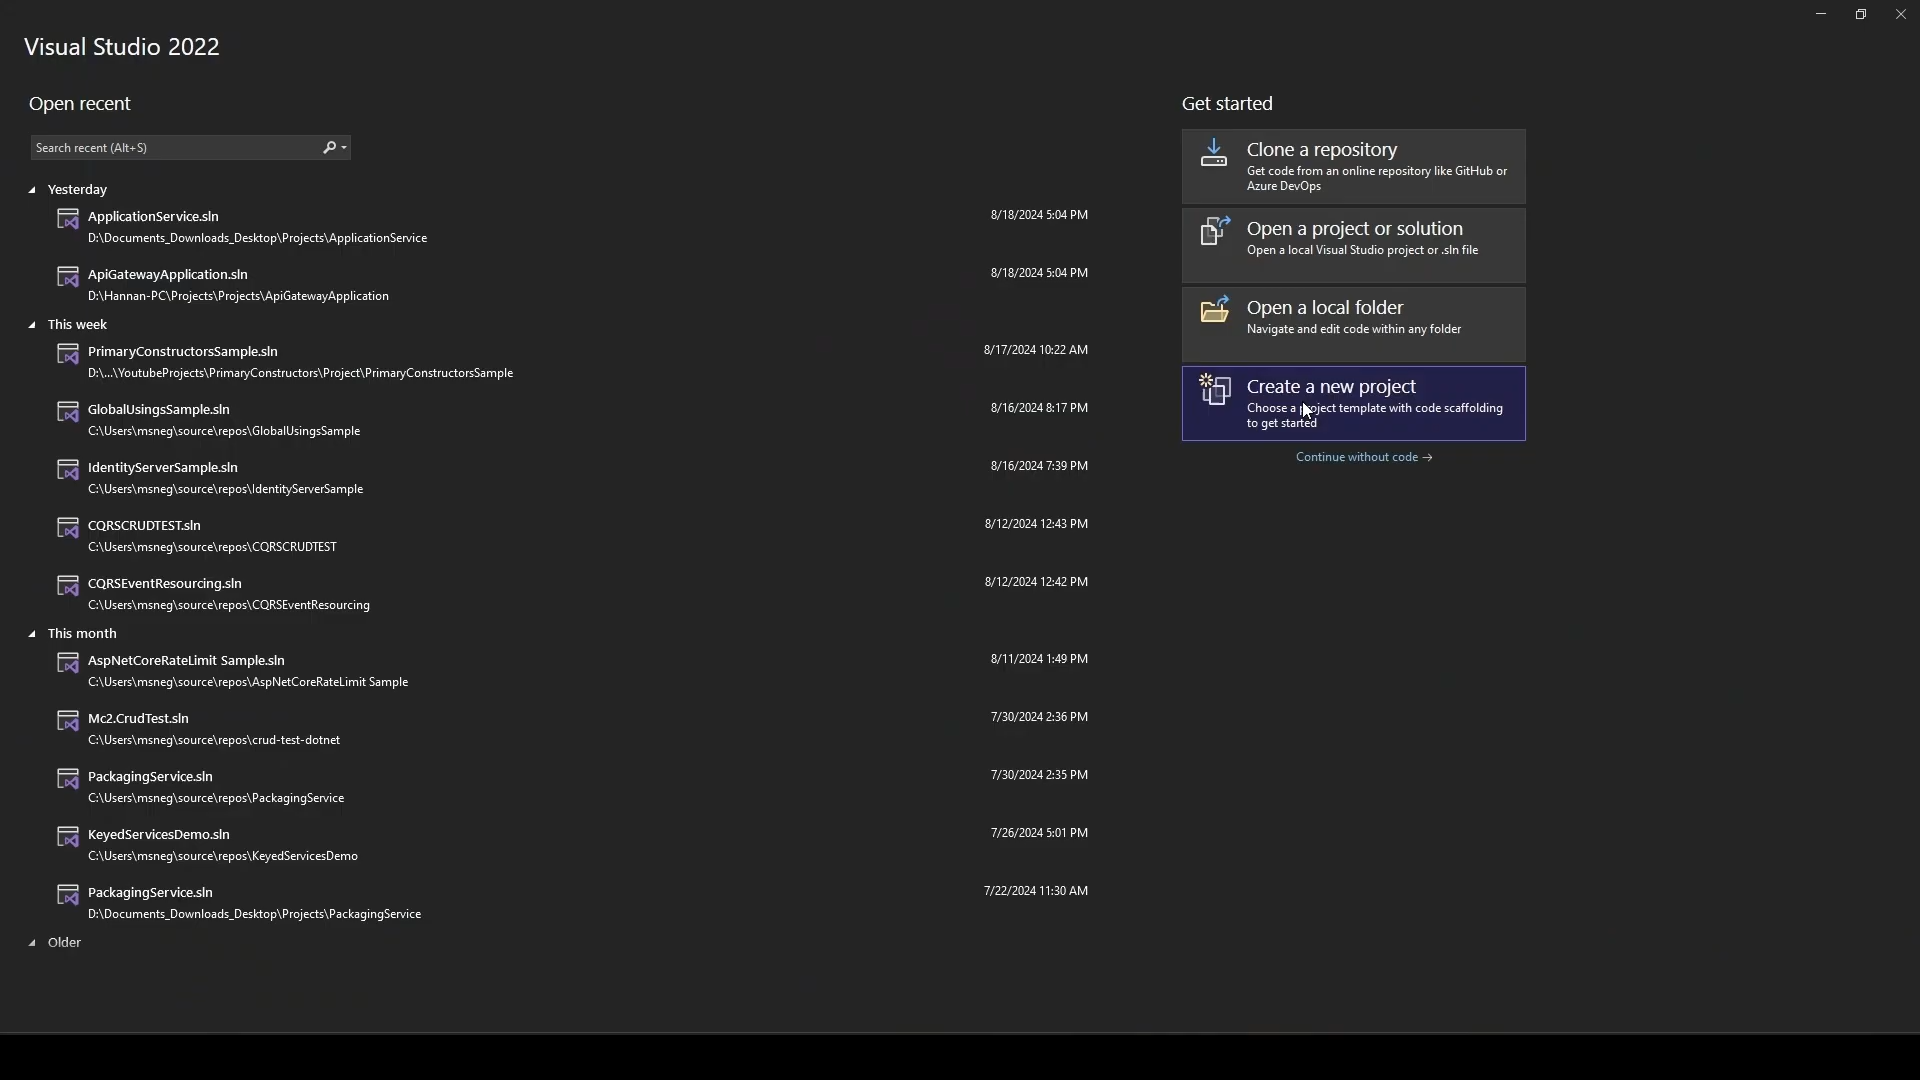 Visual Studio 2022
Open recent
Search recent (Alt+S)
Yesterday
ApplicationService.sln
8/18/2024 5:04 PM
D:\Documents_Downloads_Desktop\Projects\ApplicationService
ApiGatewayApplication.sln
8/18/2024 5:04 PM
D:\Hannan-PC\Projects\Projects\ApiGatewayApplication
This week
PrimaryConstructorsSample.sln
8/17/2024 10:22 AM
D:\...\YoutubeProjects\PrimaryConstructors\Project\PrimaryConstructorsSample
GlobalUsingsSample.sln
8/16/2024 8:17 PM
C:\Users\msneg\source\repos\GlobalUsingsSample
IdentityServerSample.sln
8/16/2024 7:39 PM
C:\Users\msneg\source\repos\IdentityServerSample
CQRSCRUDTEST.sln
8/12/2024 12:43 PM
C:\Users\msneg\source\repos\CQRSCRUDTEST
CQRSEventResourcing.sln
8/12/2024 12:42 PM
C:\Users\msneg\source\repos\CQRSEventResourcing
This month
AspNetCoreRateLimit Sample.sln
8/11/2024 1:49 PM
C:\Users\msneg\source\repos\AspNetCoreRateLimit Sample
Mc2.CrudTest.sln
7/30/2024 2:36 PM
C:\Users\msneg\source\repos\crud-test-dotnet
PackagingService.sln
7/30/2024 2:35 PM
C:\Users\msneg\source\repos\PackagingService
KeyedServicesDemo.sln
7/26/2024 5:01 PM
C:\Users\msneg\source\repos\KeyedServicesDemo
PackagingService.sln
7/22/2024 11:30 AM
D:\Documents_Downloads_Desktop\Projects\PackagingService
Older
Get started
Clone a repository
Get code from an online repository like GitHub or
Azure DevOps
Open a project or solution
Open a local Visual Studio project or .sln file
Open a local folder
Navigate and edit code within any folder
Create a new project
Choose a project template with code scaffolding
to get started
Continue without code →